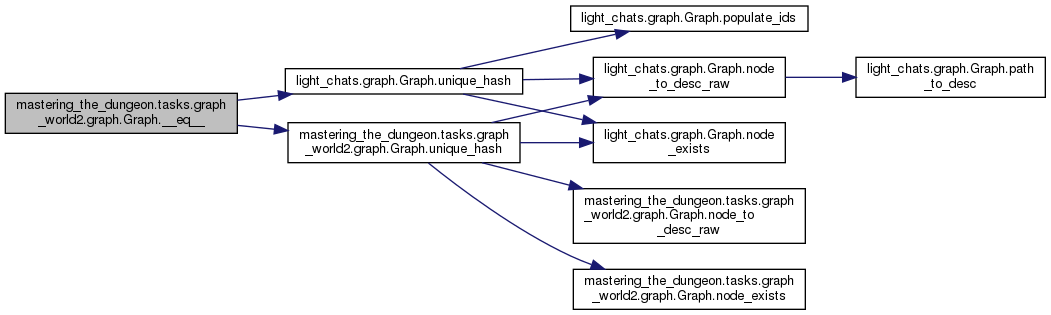 mastering_the_dungeon.tasks.graph
_world2.graph.Graph.__eq__
light_chats.graph.Graph.unique_hash
mastering_the_dungeon.tasks.graph
_world2.graph.Graph.unique_hash
light_chats.graph.Graph.populate_ids
light_chats.graph.Graph.node
_to_desc_raw
light_chats.graph.Graph.path
_to_desc
light_chats.graph.Graph.node
_exists
mastering_the_dungeon.tasks.graph
_world2.graph.Graph.node_to
_desc_raw
mastering_the_dungeon.tasks.graph
_world2.graph.Graph.node_exists